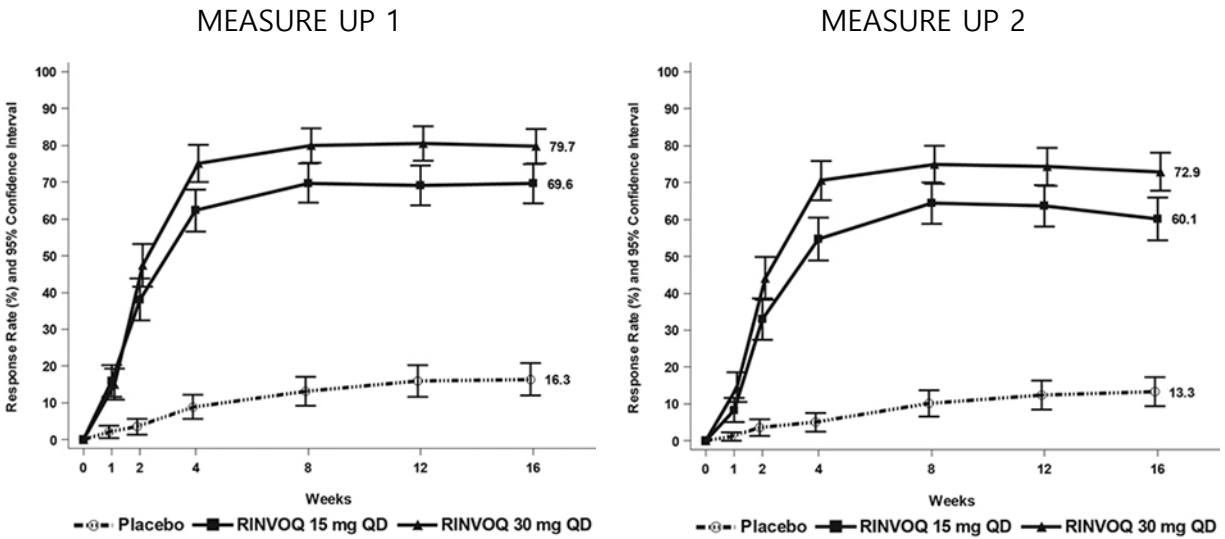 MEASURE UP 1
Response Rate (%) and 95% Confidence Interval
100
90
80
70
60
50
40
30
20
10
0
79.7
69.6
16.3
0 1 2 4 8 12 16
Weeks
Placebo RINVOQ 15 mg QD RINVOQ 30 mg QD
MEASURE UP 2
Response Rate (%) and 95% Confidence Interval
100
90
80
70
60
50
40
30
20
10
0
72.9
60.1
13.3
0 1 2 4 8 12 16
Weeks
Placebo RINVOQ 15 mg QD RINVOQ 30 mg QD